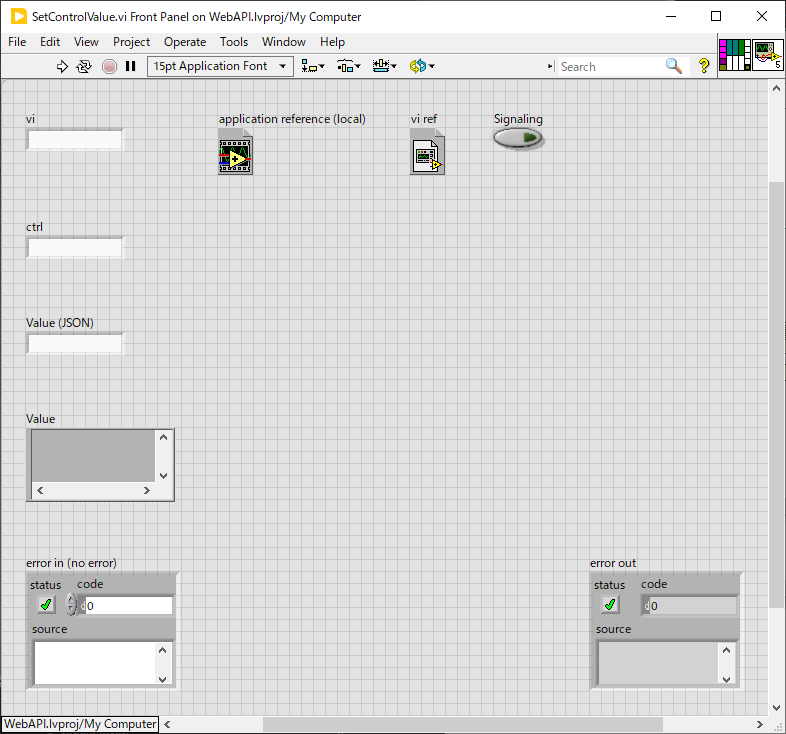 SetControlValue.vi Front Panel on WebAPI.lvproj/My Computer
File Edit View Project Operate Tools Window Help
15pt Application Font
Search
?
5
vi
application reference (local)
vi ref
Signaling
ctrl
Value (JSON)
Value
error in (no error)
status code
d 0
source
error out
status code
d 0
source
WebAPI.lvproj/My Computer